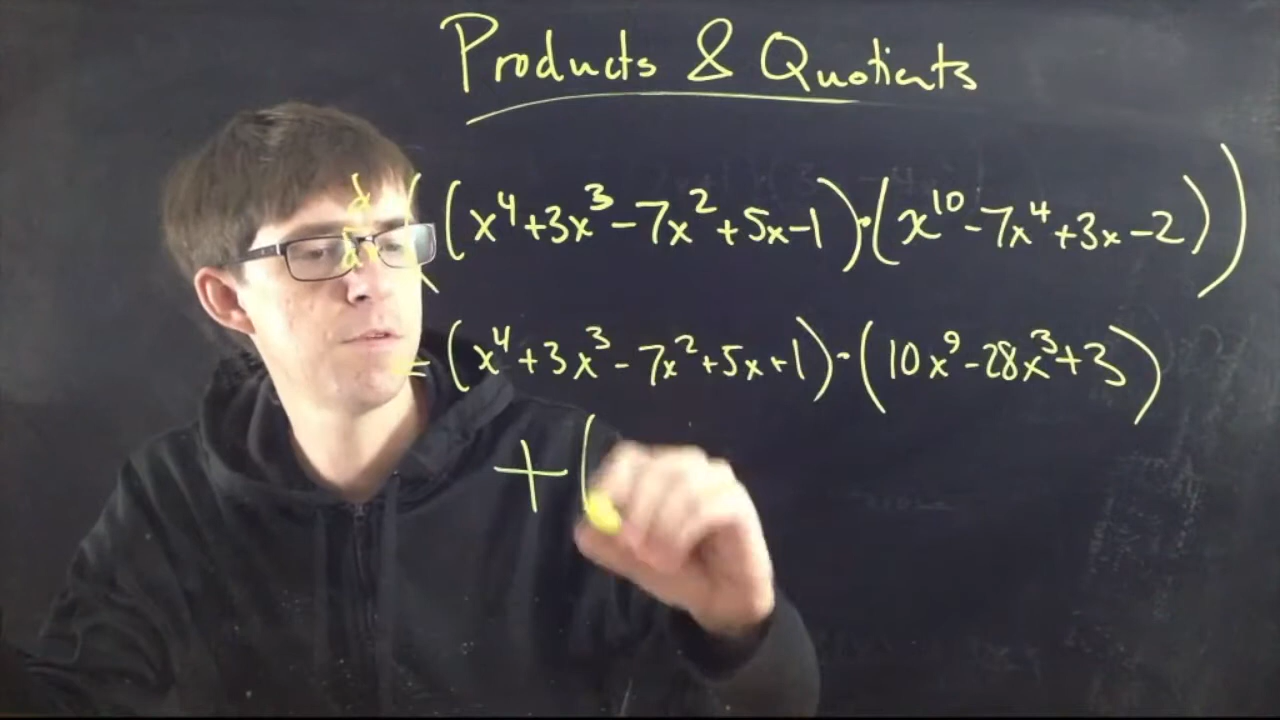 Products & Quotients
d/dx ((x⁴+3x³-7x²+5x-1)·(x¹⁰-7x⁴+3x-2))
=(x⁴+3x³-7x²+5x+1)·(10x⁹-28x³+3)
+(